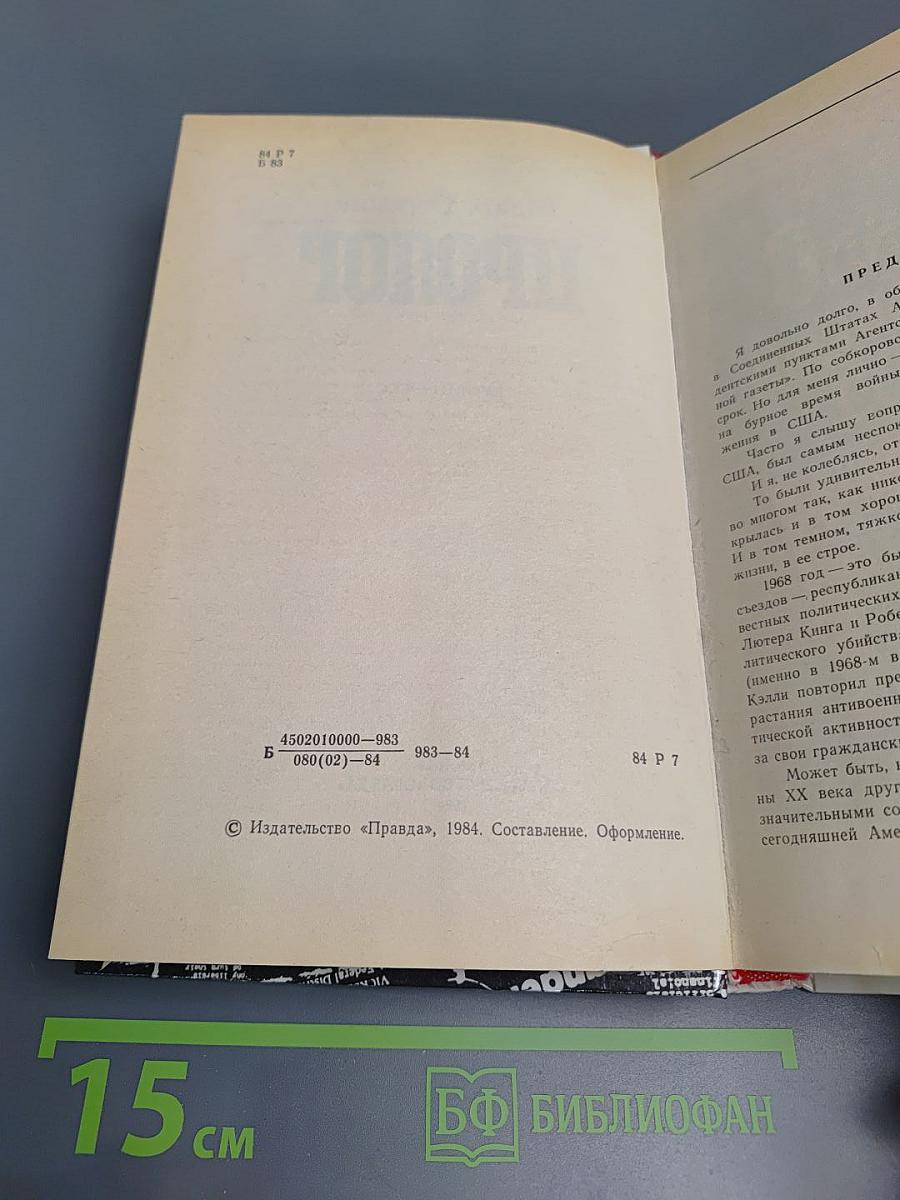 84 Р 7
Б 83
Б 4502010000—983 983—84
080(02)—84
84 Р 7
© Издательство «Правда», 1984. Составление. Оформление.
ПРЕД
Я довольно долго, в об
в Соединенных Штатах А
дентскими пунктами Агентс
ной газеты». По собкоровс
срок. Но для меня лично —
на бурное время войны
жения в США.
Часто я слышу вопр
США, был самым неспок
И я, не колеблясь, от
То были удивительн
во многом так, как нико
крылась и в том хоро
И в том темном, тяжко
жизни, в ее строе.
1968 год — это бы
съездов — республикан
вестных политических
Лютера Кинга и Робе
литического убийства
(именно в 1968-м в
Кэлли повторил пре
растания антивоенн
тической активност
за свои гражданск
Может быть, к
ны XX века друг
значительными со
сегодняшней Аме
15 см
БФ БИБЛИОФАН